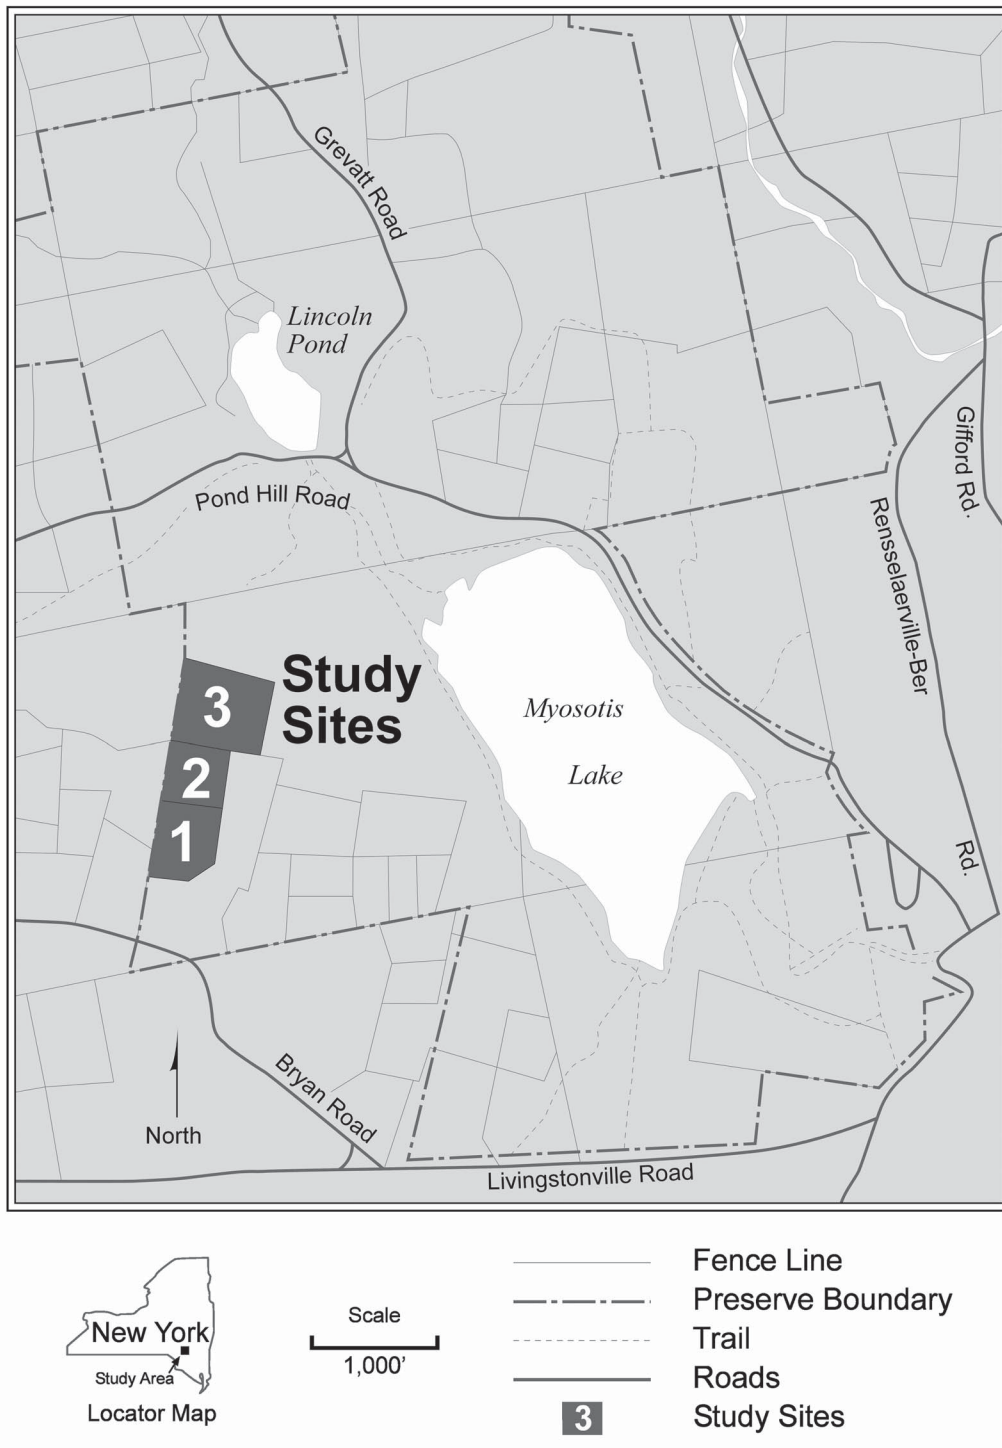 Grevatt Road
Lincoln
Pond
Gifford Rd.
Pond Hill Road
Rensselaerville-Ber
Study
Sites
3
2
1
Myosotis
Lake
Rd.
Bryan Road
North
Livingstonville Road
New York
Study Area
Locator Map
Scale
1,000'
Fence Line
Preserve Boundary
Trail
Roads
3
Study Sites